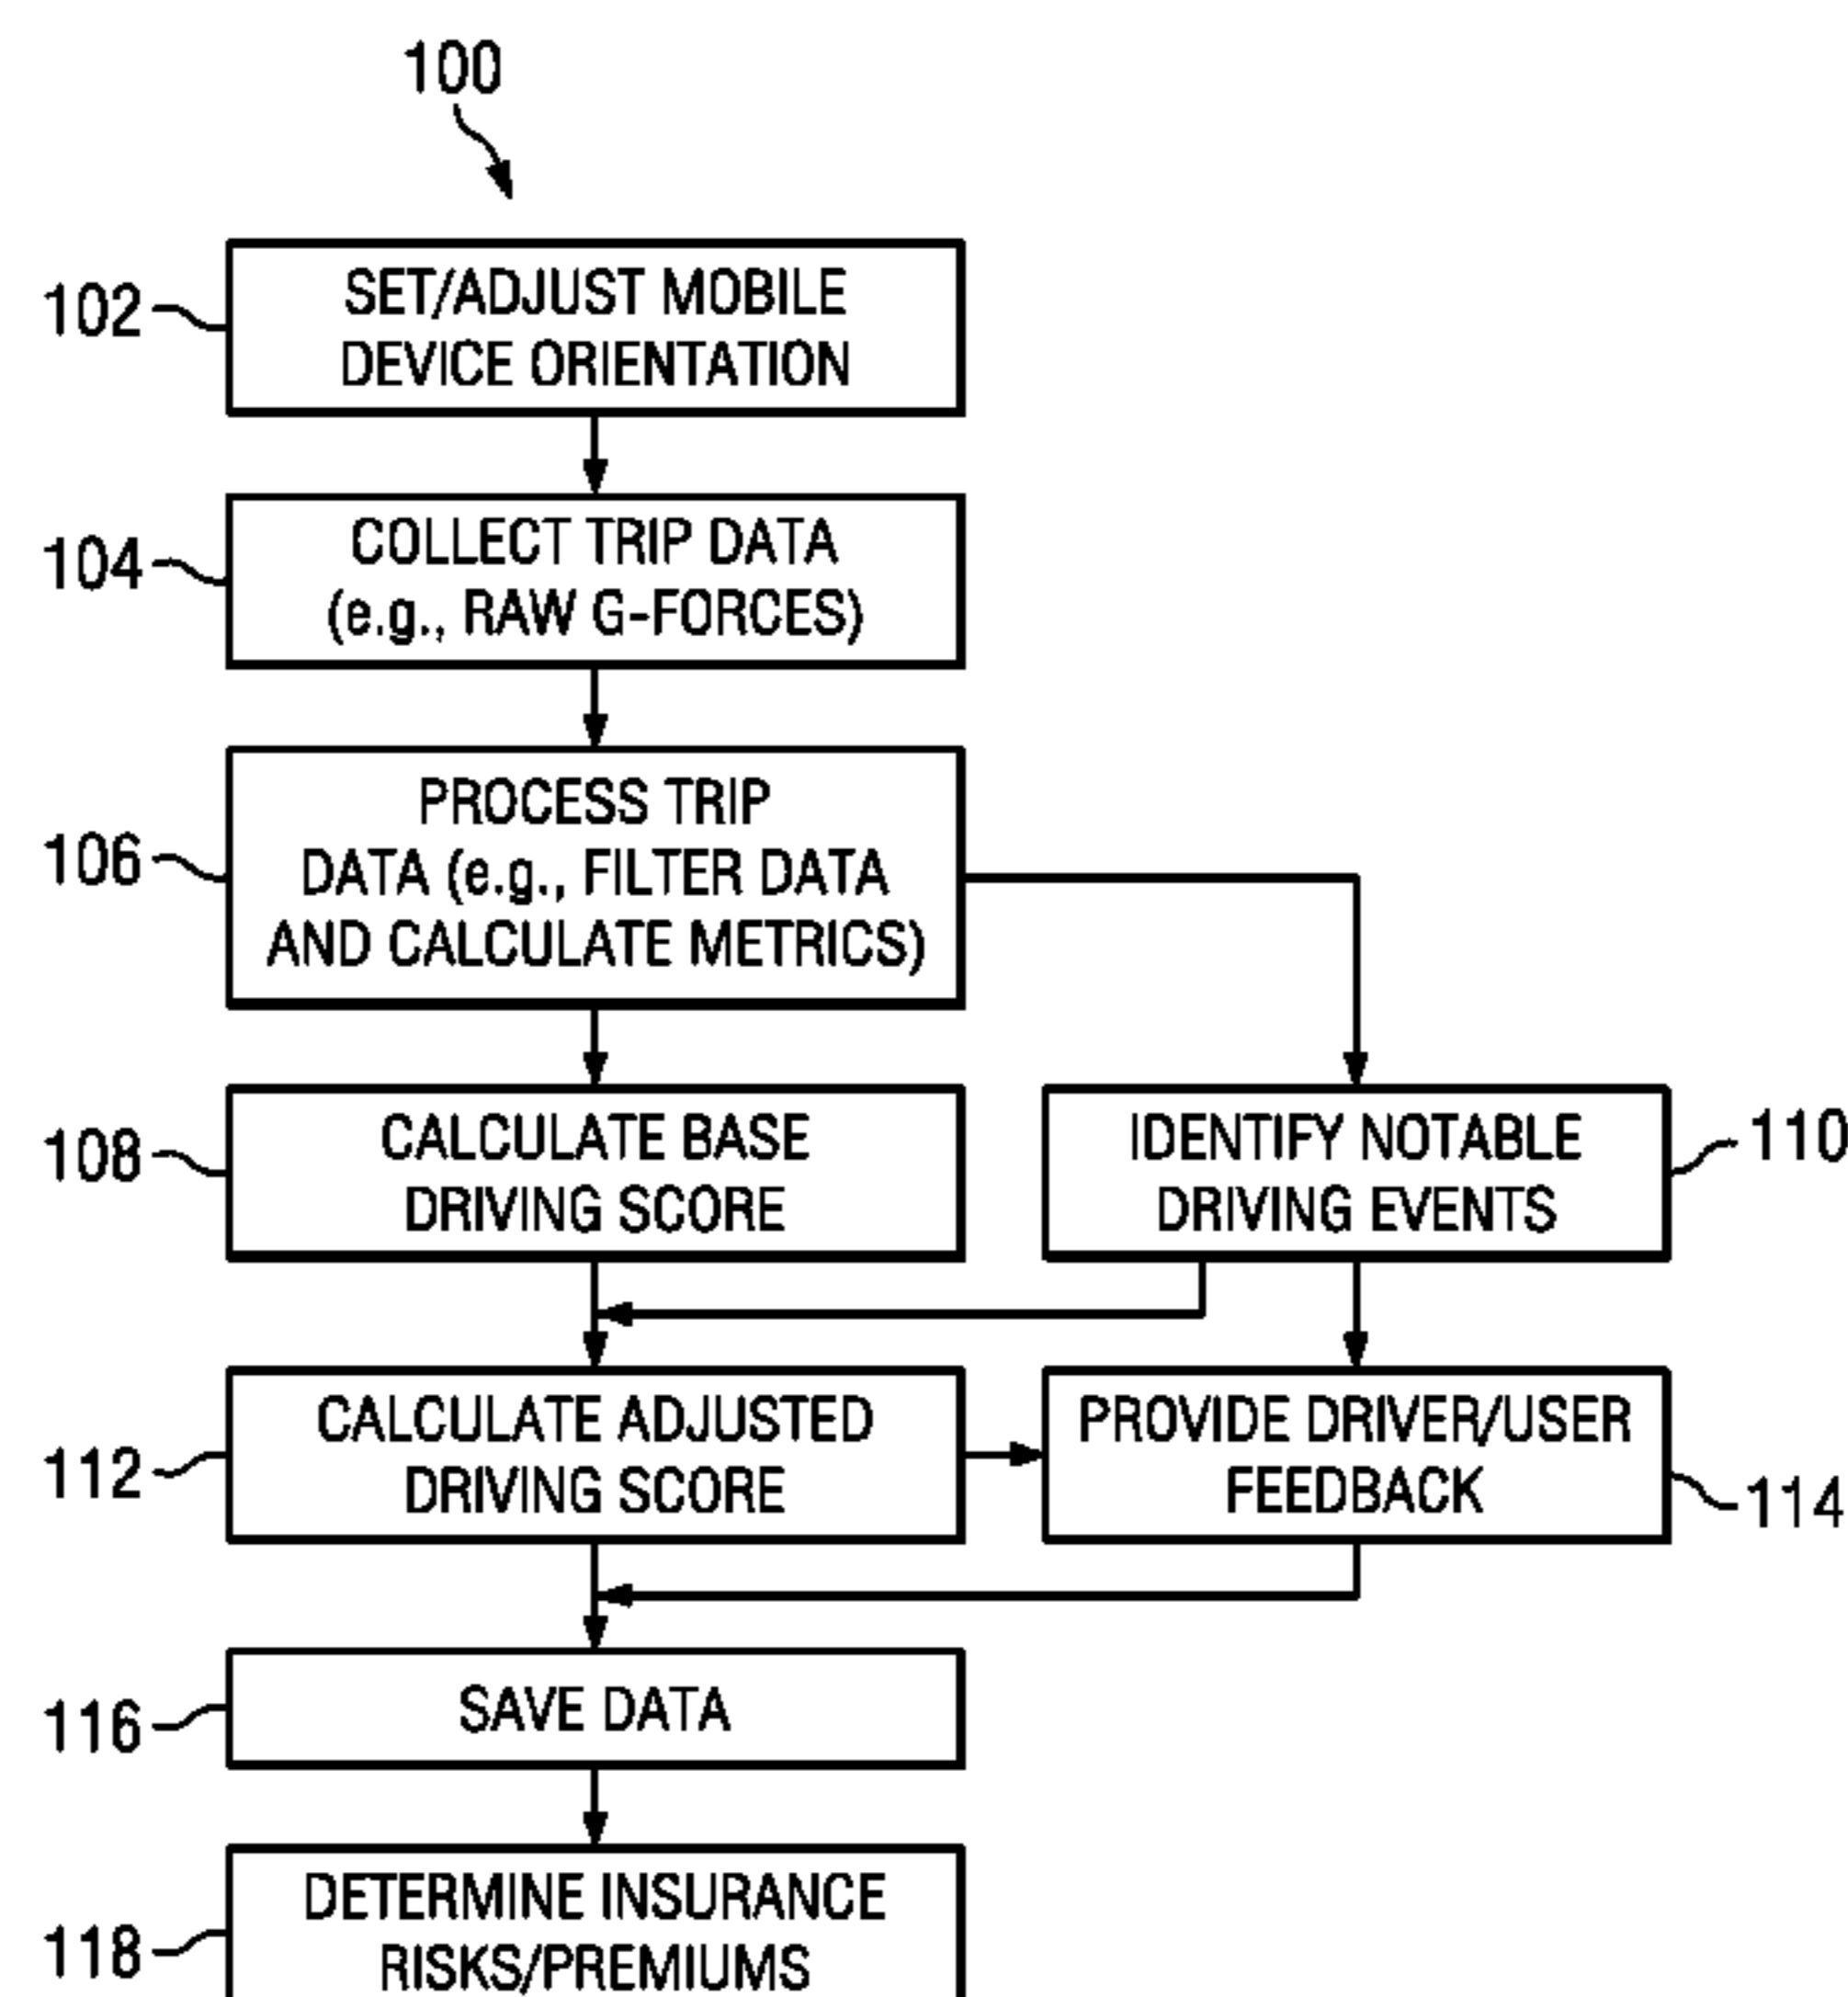 100
102
SET/ADJUST MOBILE
DEVICE ORIENTATION
104
COLLECT TRIP DATA
(e.g., RAW G-FORCES)
106
PROCESS TRIP
DATA (e.g., FILTER DATA
AND CALCULATE METRICS)
108
CALCULATE BASE
DRIVING SCORE
IDENTIFY NOTABLE
DRIVING EVENTS
110
112
CALCULATE ADJUSTED
DRIVING SCORE
PROVIDE DRIVER/USER
FEEDBACK
114
116
SAVE DATA
118
DETERMINE INSURANCE
RISKS/PREMIUMS